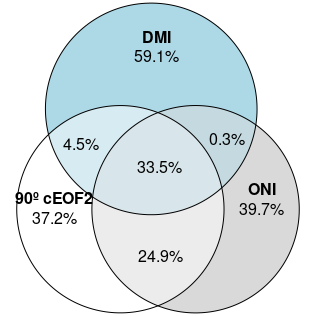 DMI
59.1%
4.5%
0.3%
33.5%
90º cEOF2
37.2%
ONI
39.7%
24.9%